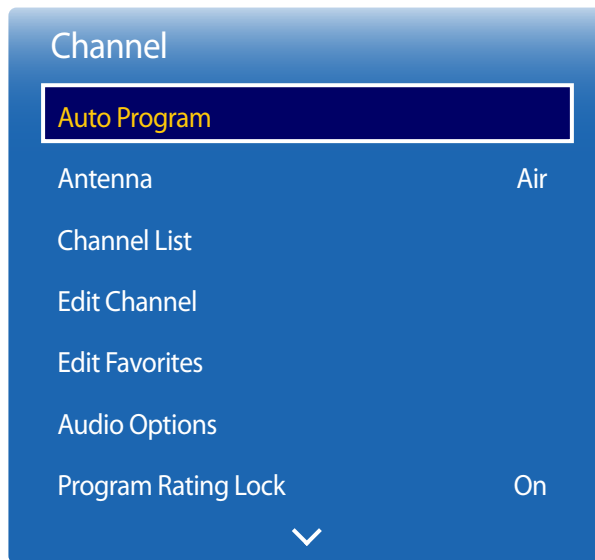 Channel
Auto Program
Antenna Air
Channel List
Edit Channel
Edit Favorites
Audio Options
Program Rating Lock On